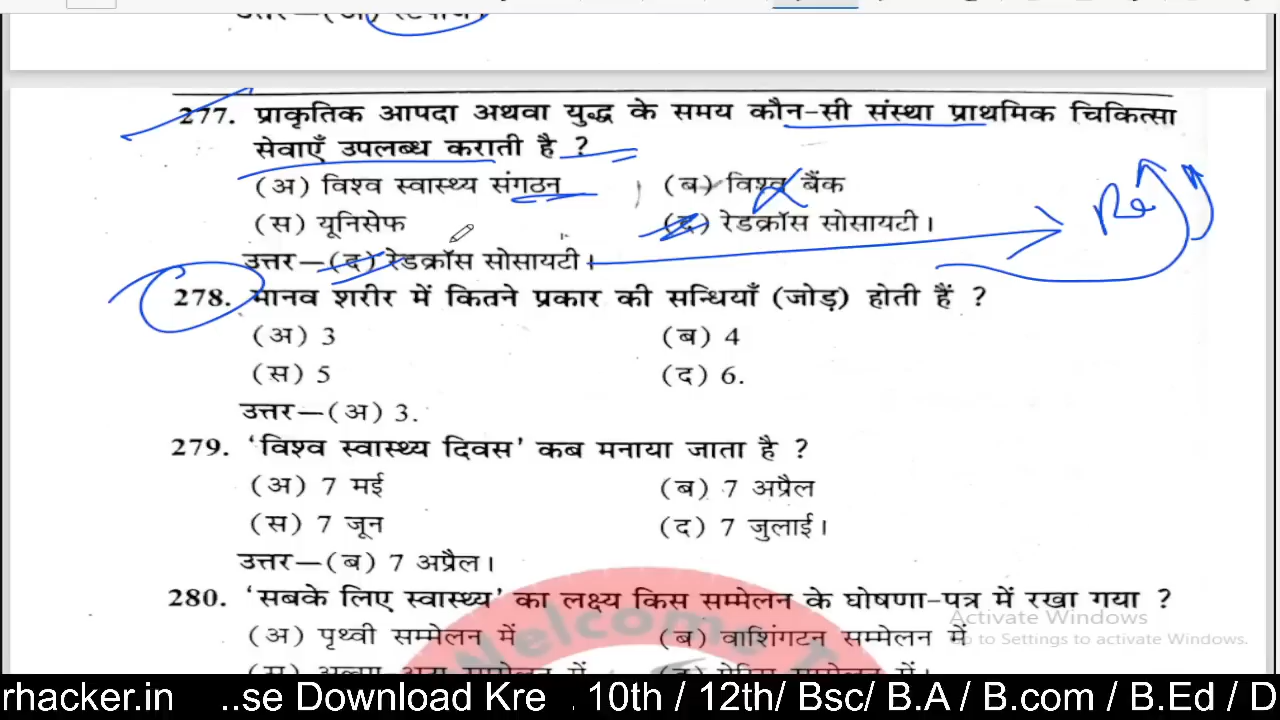 277. प्राकृतिक आपदा अथवा युद्ध के समय कौन-सी संस्था प्राथमिक चिकित्सा
सेवाएँ उपलब्ध कराती है ?
(अ) विश्व स्वास्थ्य संगठन (ब) विश्व बैंक
(स) यूनिसेफ (द) रेडक्रॉस सोसायटी।
उत्तर—(द) रेडक्रॉस सोसायटी।
278. मानव शरीर में कितने प्रकार की सन्धियाँ (जोड़) होती हैं ?
(अ) 3 (ब) 4
(स) 5 (द) 6.
उत्तर—(अ) 3.
279. ‘विश्व स्वास्थ्य दिवस’ कब मनाया जाता है ?
(अ) 7 मई (ब) 7 अप्रैल
(स) 7 जून (द) 7 जुलाई।
उत्तर—(ब) 7 अप्रैल।
280. ‘सबके लिए स्वास्थ्य’ का लक्ष्य किस सम्मेलन के घोषणा-पत्र में रखा गया ?
(अ) पृथ्वी सम्मेलन में (ब) वाशिंगटन सम्मेलन में
Welcome
Activate Windows
to Settings to activate Windows.
rhacker.in ..se Download Kre 10th / 12th/ Bsc/ B.A / B.com / B.Ed / D